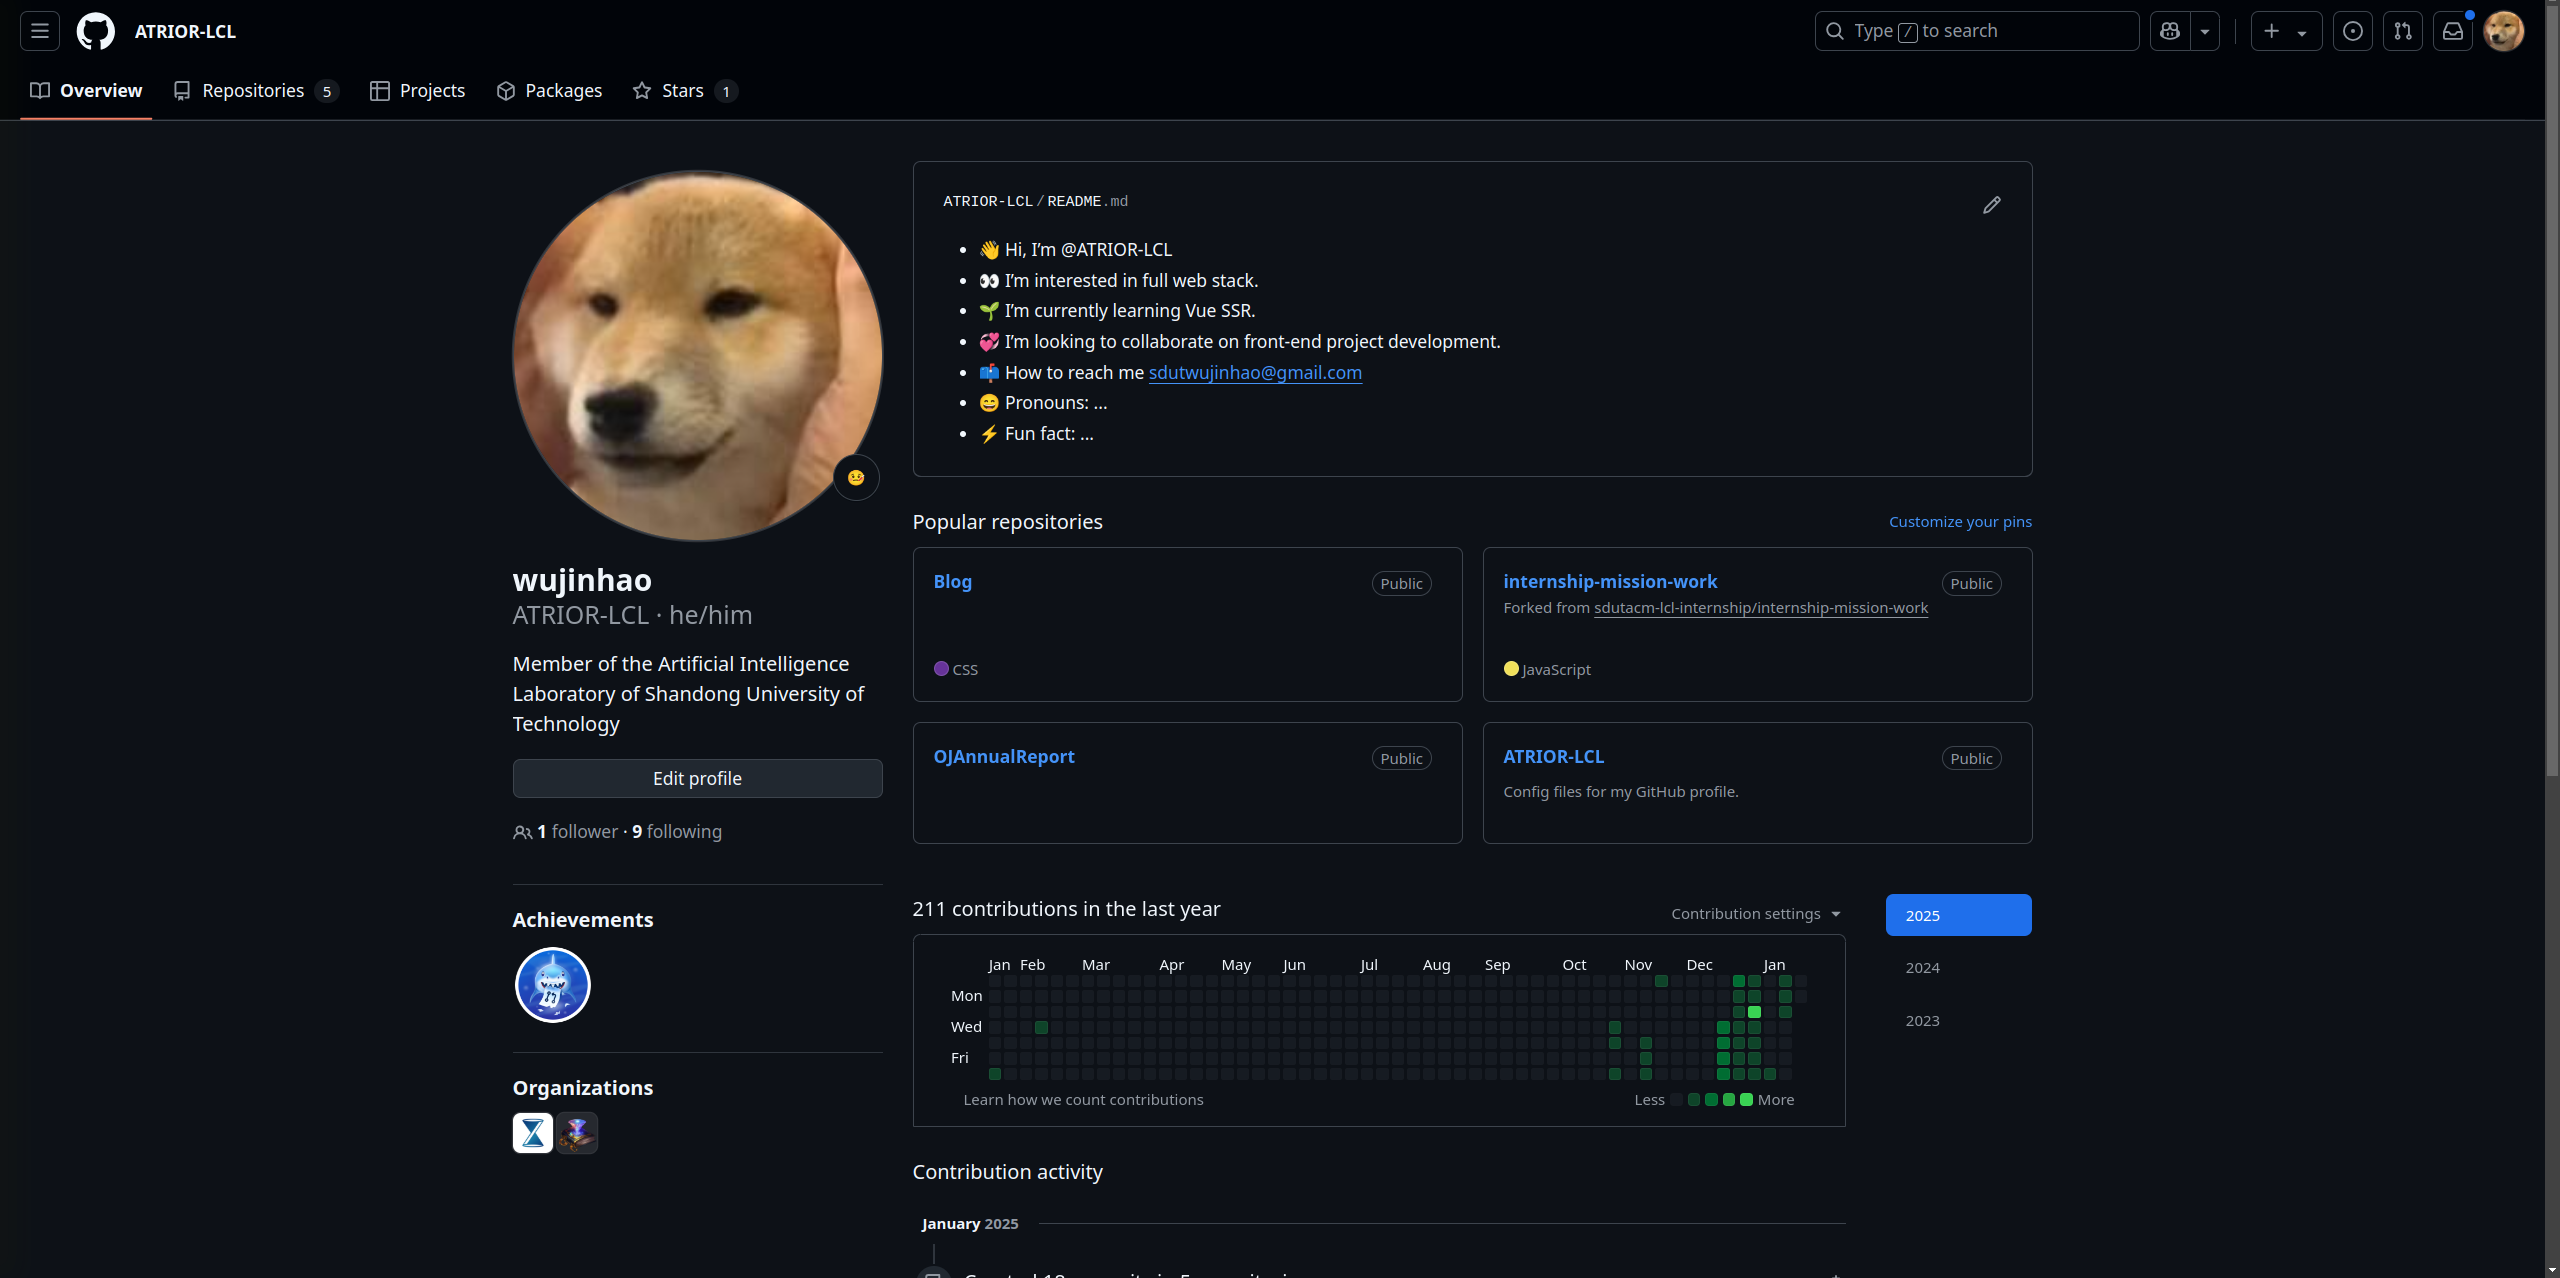 ATRIOR-LCL
Type / to search
Overview
Repositories 5
Projects
Packages
Stars 1
ATRIOR-LCL/README.md
👋 Hi, I’m @ATRIOR-LCL
👀 I’m interested in full web stack.
🌱 I’m currently learning Vue SSR.
💞️ I’m looking to collaborate on front-end project development.
📫 How to reach me sdutwujinhao@gmail.com
😄 Pronouns: ...
⚡ Fun fact: ...
wujinhao
ATRIOR-LCL · he/him
Member of the Artificial Intelligence
Laboratory of Shandong University of
Technology
Edit profile
1 follower · 9 following
Achievements
Organizations
Popular repositories
Customize your pins
Blog
Public
CSS
internship-mission-work
Public
Forked from sdutacm-lcl-internship/internship-mission-work
JavaScript
OJAnnualReport
Public
ATRIOR-LCL
Public
Config files for my GitHub profile.
211 contributions in the last year
Contribution settings
2025
2024
2023
Jan Feb Mar Apr May Jun Jul Aug Sep Oct Nov Dec Jan
Mon
Wed
Fri
Learn how we count contributions
Less
More
Contribution activity
January 2025